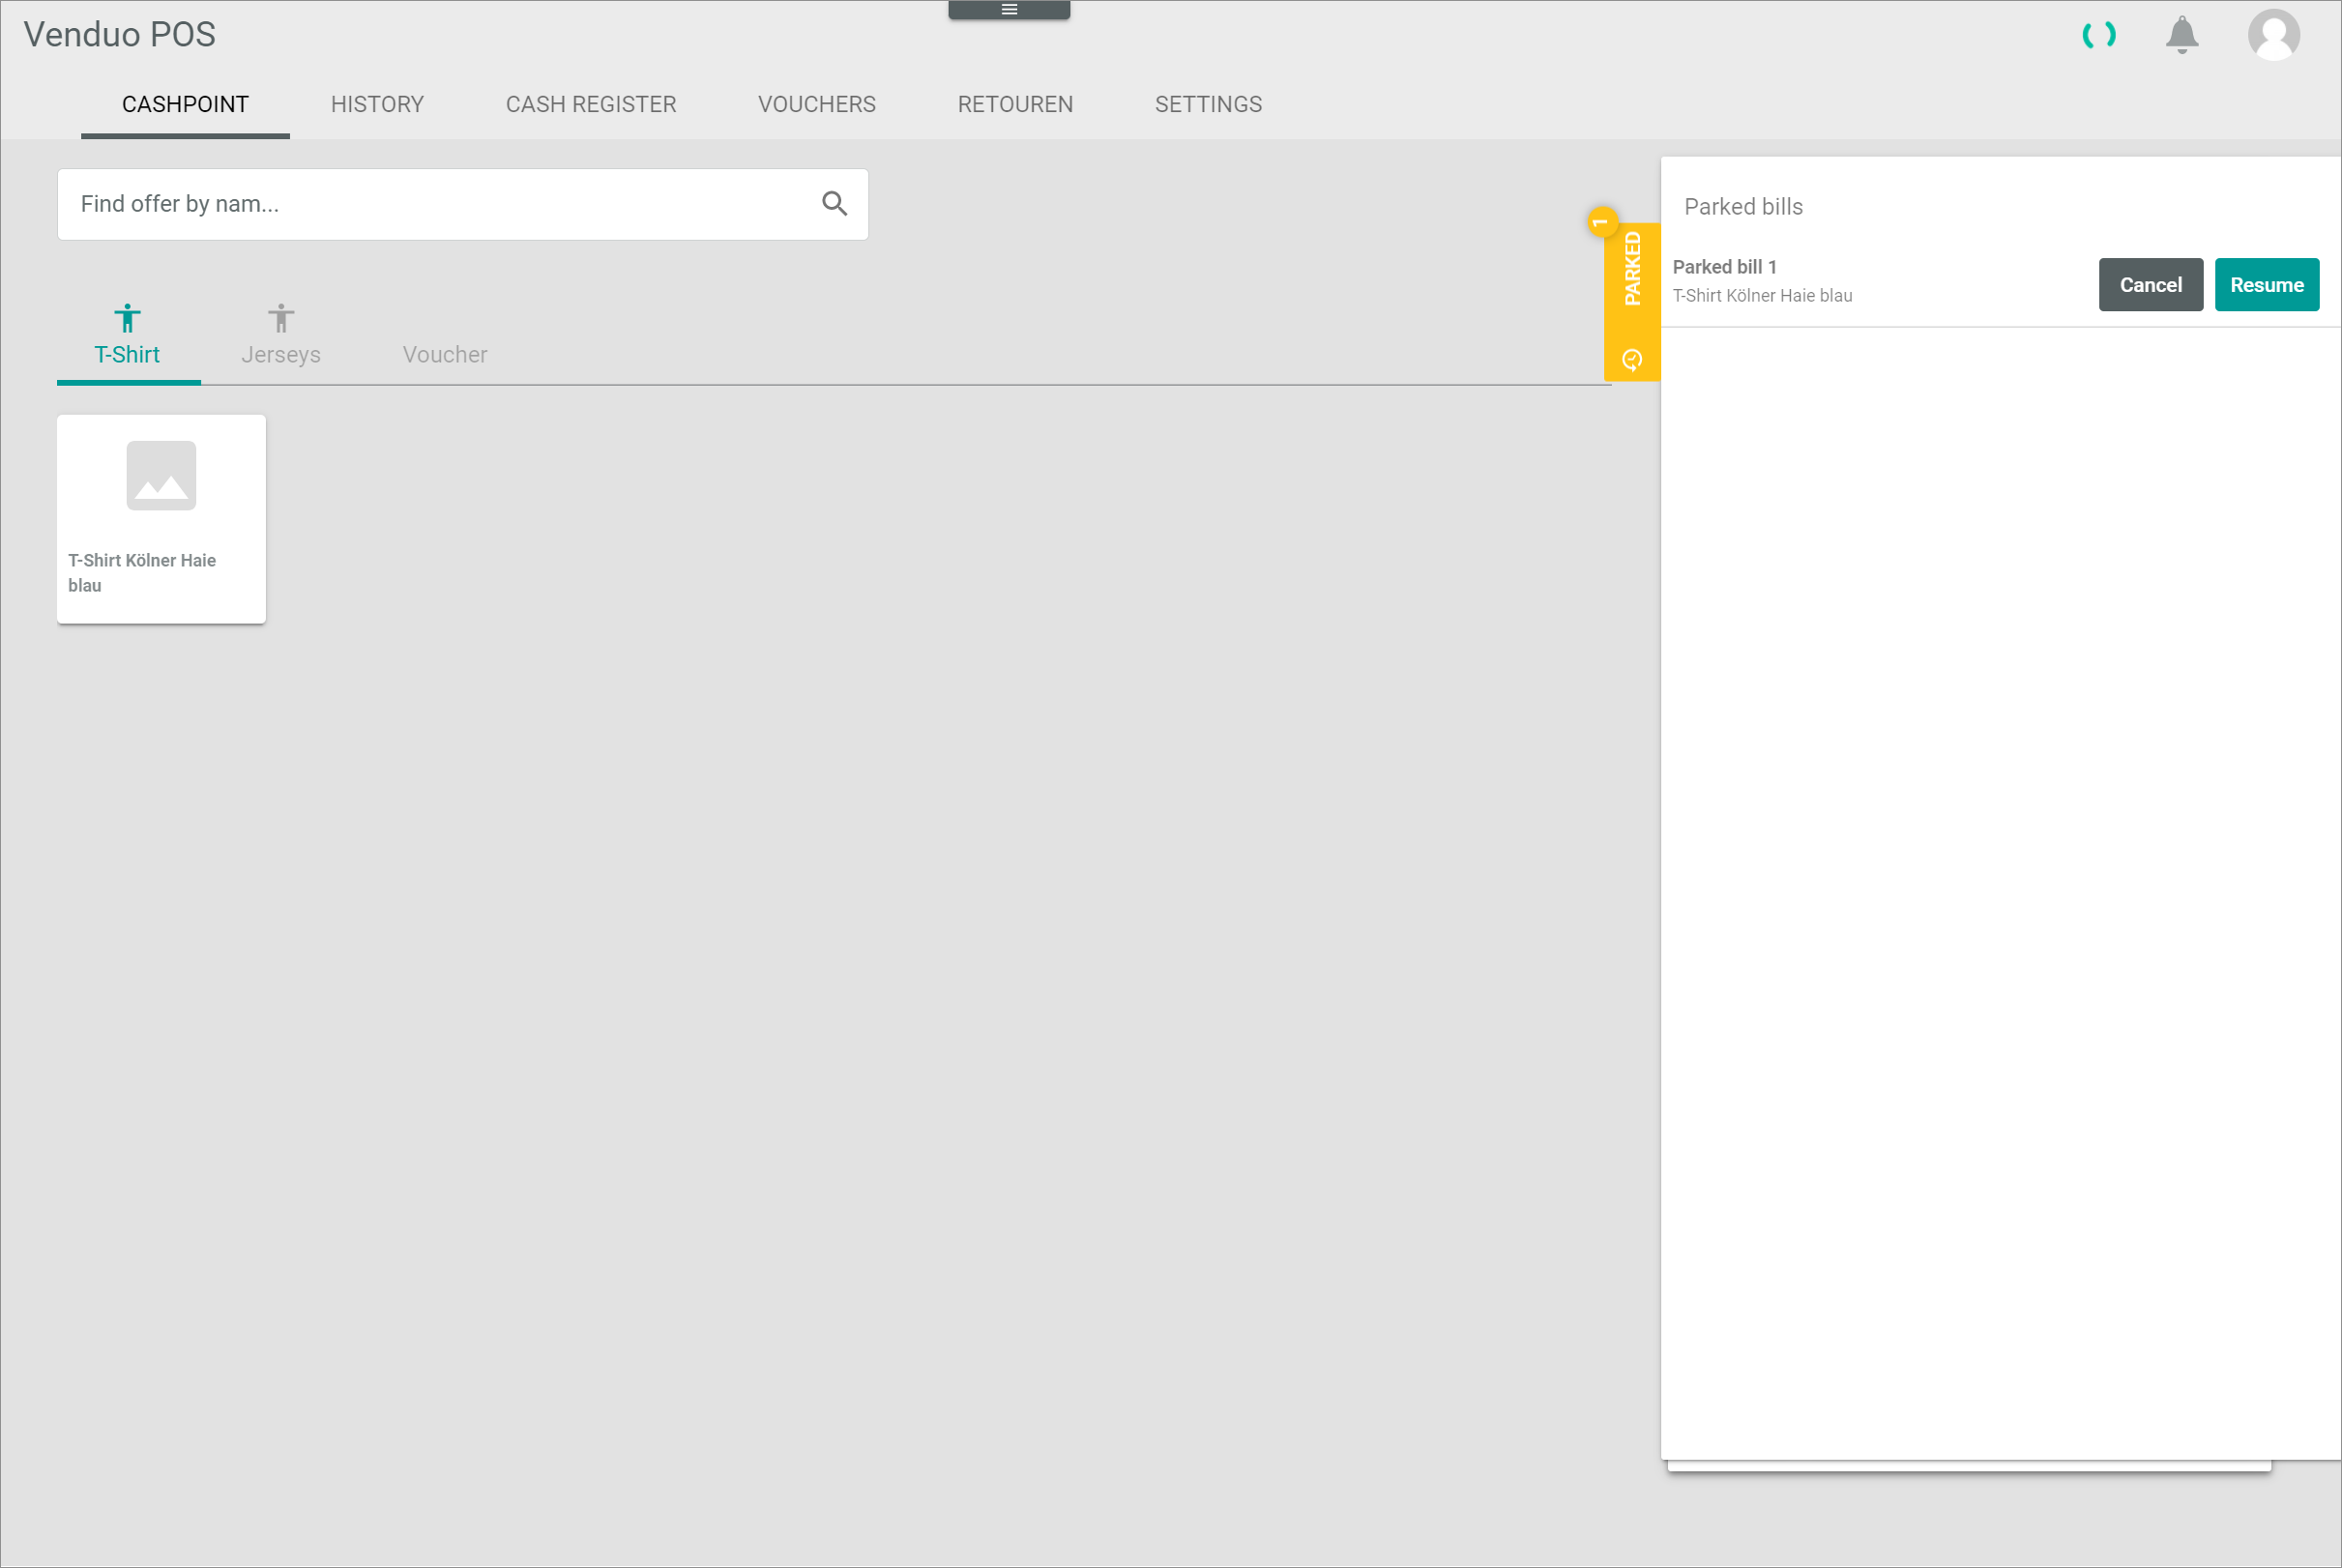 Venduo POS
CASHPOINT HISTORY CASH REGISTER VOUCHERS RETOUREN SETTINGS
Find offer by nam...
T-Shirt Jerseys Voucher
T-Shirt Kölner Haie
blau
1
PARKED
Parked bills
Parked bill 1
T-Shirt Kölner Haie blau
Cancel Resume